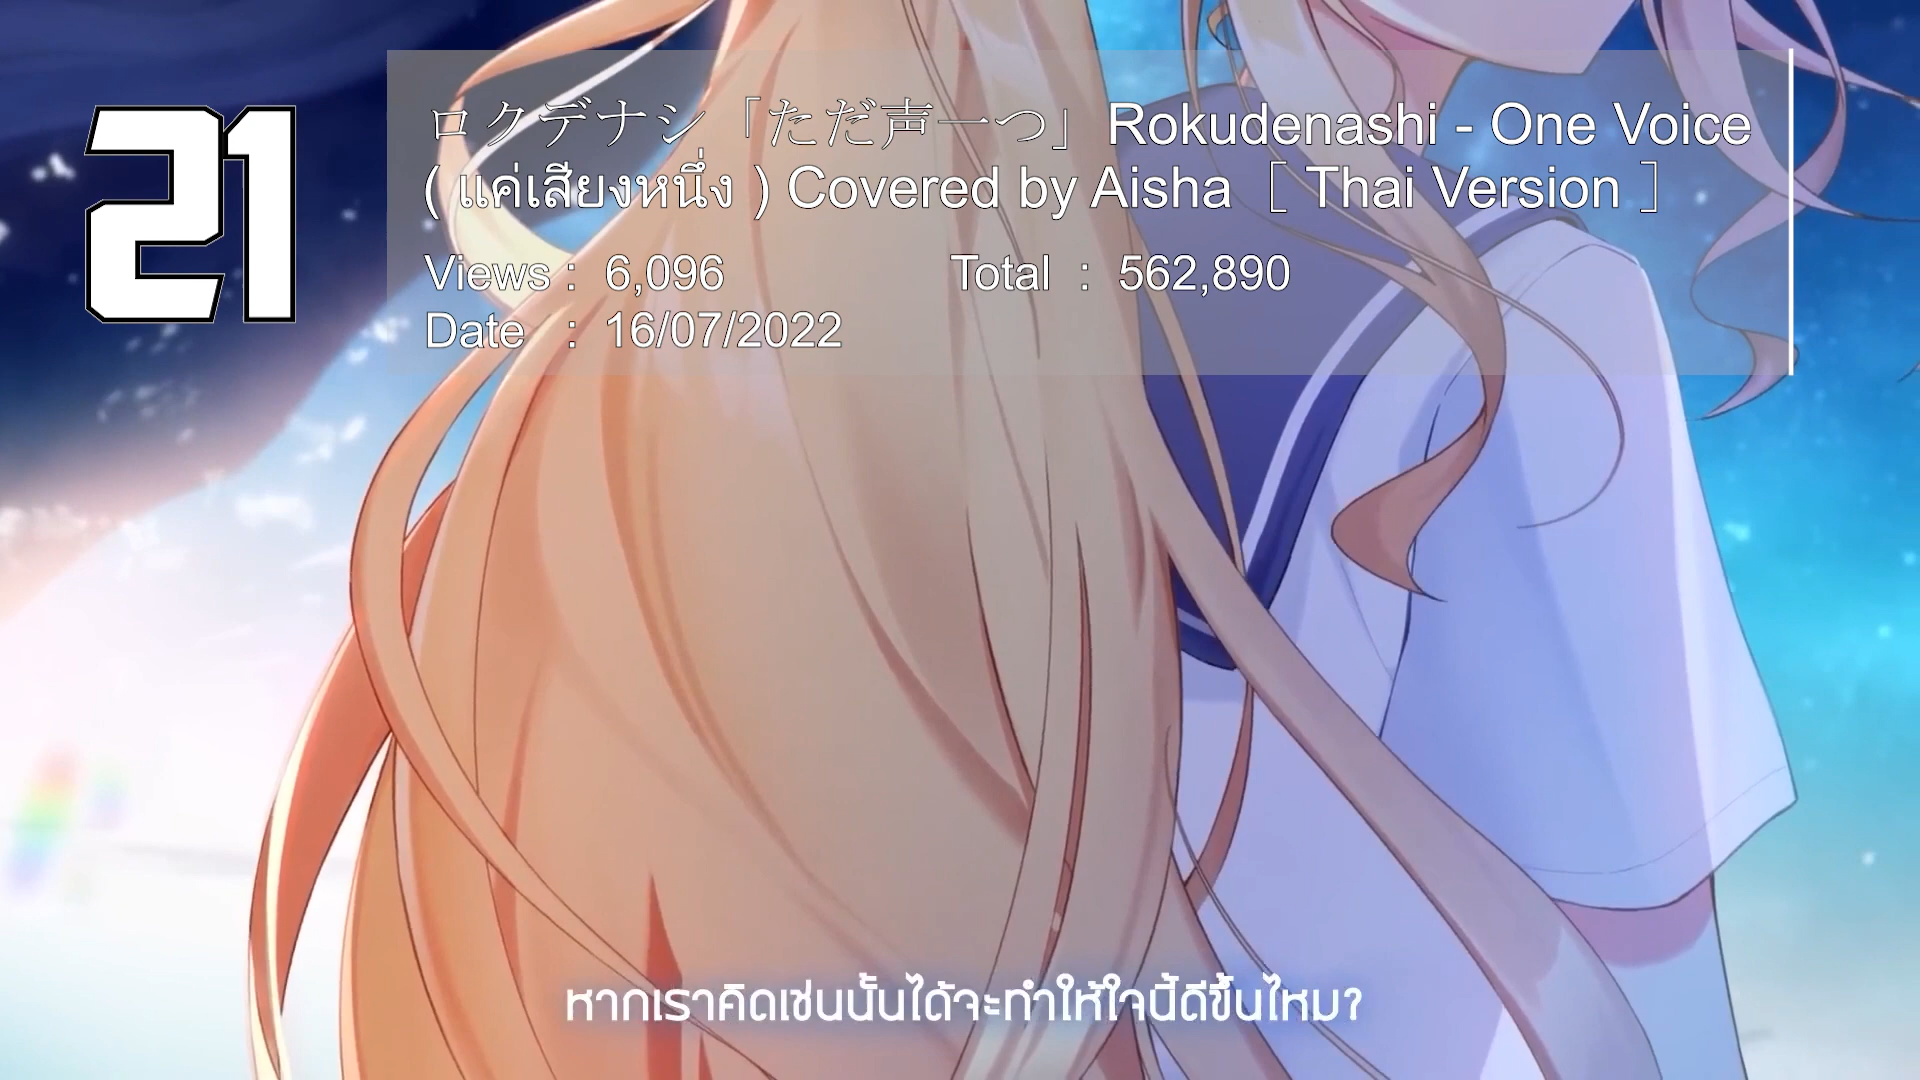 21
ロクデナシ「ただ声一つ」 Rokudenashi - One Voice
( แค่เสียงหนึ่ง ) Covered by Aisha ［ Thai Version ］
Views : 6,096 Total : 562,890
Date : 16/07/2022
หากเราคิดเช่นนั้นได้จะทำให้ใจนี้ดีขึ้นไหม?